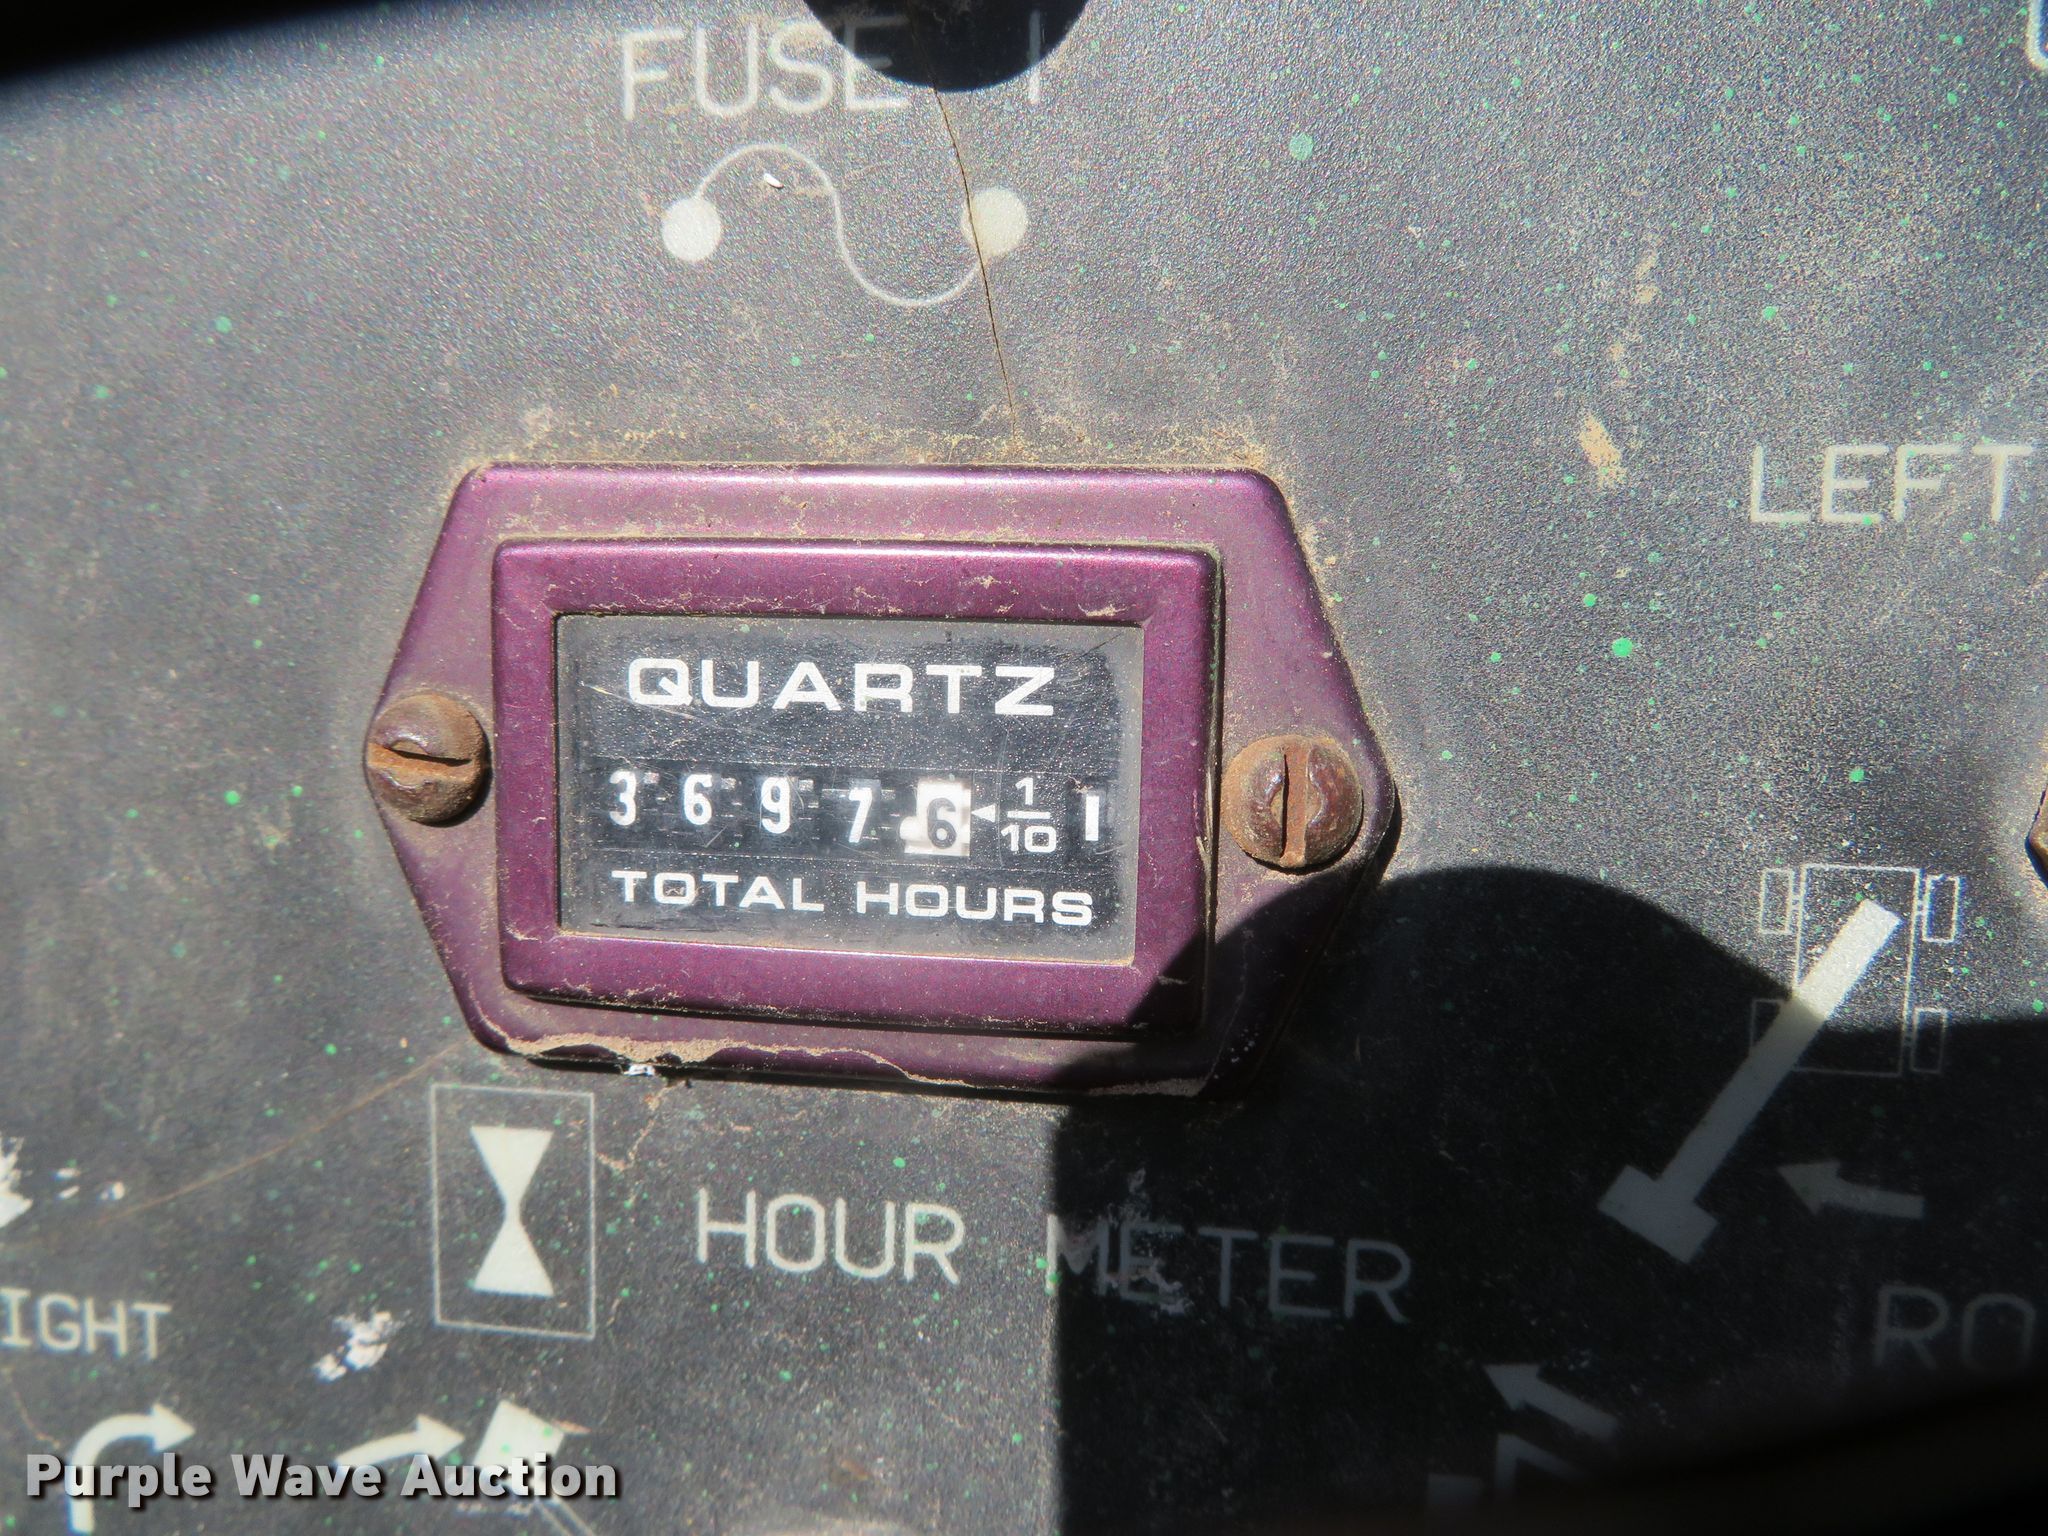 FUSE 1
LEFT
QUARTZ
3 6 9 7 6 ◄ 1/10 I
TOTAL HOURS
HOUR METER
IGHT
RO
Purple Wave Auction